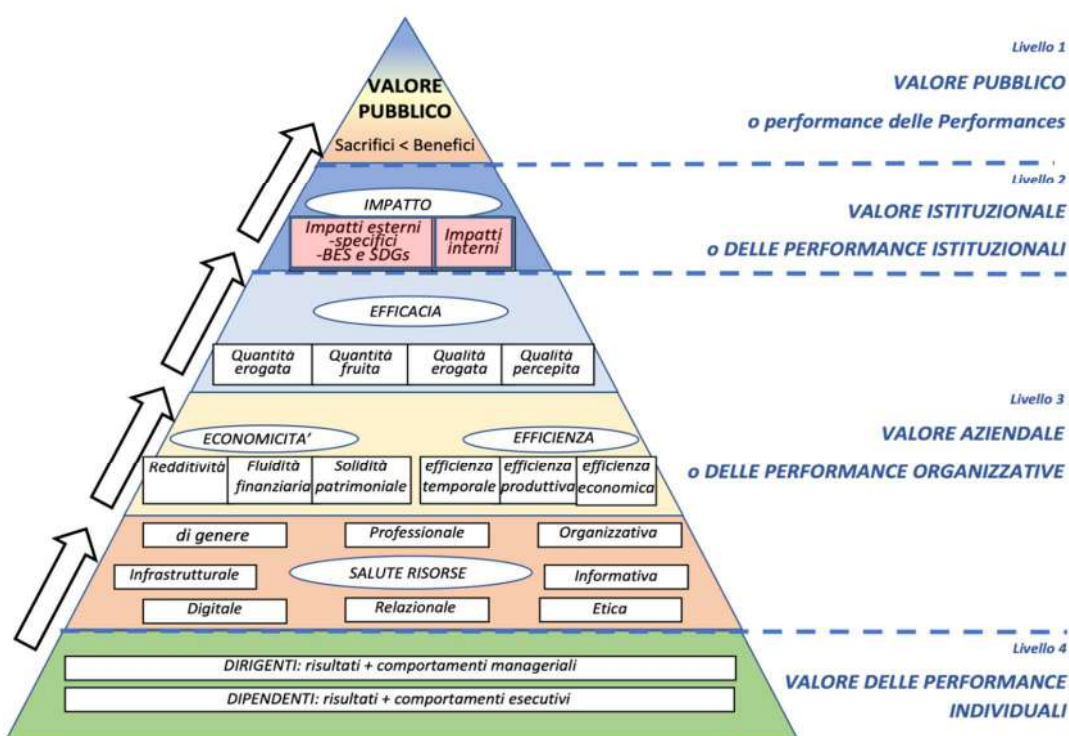 Livello 1
VALORE PUBBLICO
o performance delle Performances
VALORE
PUBBLICO
Sacrifici < Benefici
Livello 2
VALORE ISTITUZIONALE
o DELLE PERFORMANCE ISTITUZIONALI
IMPATTO
Impatti esterni
-specifici
-BES e SDGs
Impatti
interni
EFFICACIA
Quantità
erogata
Quantità
fruita
Qualità
erogata
Qualità
percepita
Livello 3
VALORE AZIENDALE
o DELLE PERFORMANCE ORGANIZZATIVE
ECONOMICITA’
Redditività
Fluidità
finanziaria
Solidità
patrimoniale
EFFICIENZA
efficienza
temporale
efficienza
produttiva
efficienza
economica
di genere
Professionale
Organizzativa
Infrastrutturale
SALUTE RISORSE
Informativa
Digitale
Relazionale
Etica
Livello 4
VALORE DELLE PERFORMANCE
INDIVIDUALI
DIRIGENTI: risultati + comportamenti manageriali
DIPENDENTI: risultati + comportamenti esecutivi